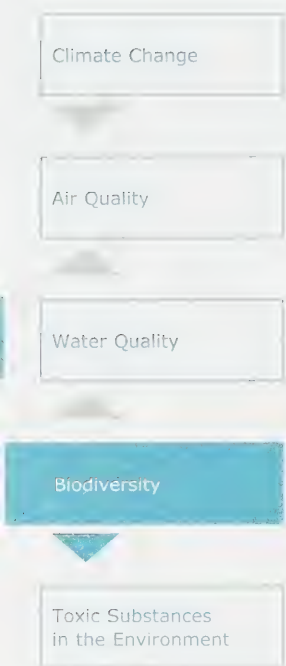 Climate Change
Air Quality
Water Quality
Biodiversity
Toxic Substances
in the Environment